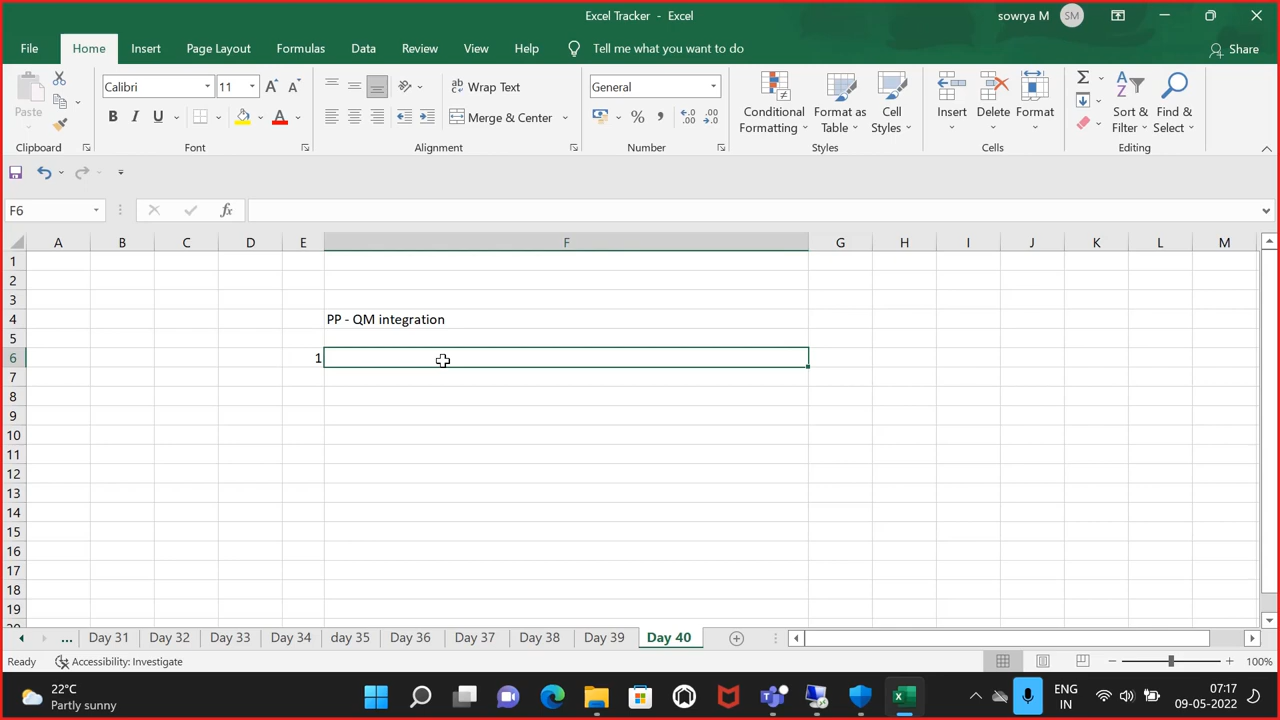 Excel Tracker - Excel
sowrya M SM
File Home Insert Page Layout Formulas Data Review View Help Tell me what you want to do Share
Paste
Calibri 11
B I U
Wrap Text
Merge & Center
General
Conditional Formatting
Format as Table
Cell Styles
Insert
Delete
Format
Sort & Filter
Find & Select
Clipboard Font Alignment Number Styles Cells Editing
F6 fx
A B C D E F G H I J K L M
1
2
3
4 PP - QM integration
5
6 1
7
8
9
10
11
12
13
14
15
16
17
18
19
... Day 31 Day 32 Day 33 Day 34 day 35 Day 36 Day 37 Day 38 Day 39 Day 40
Ready Accessibility: Investigate 100%
22°C
Partly sunny
ENG
IN
07:17
09-05-2022